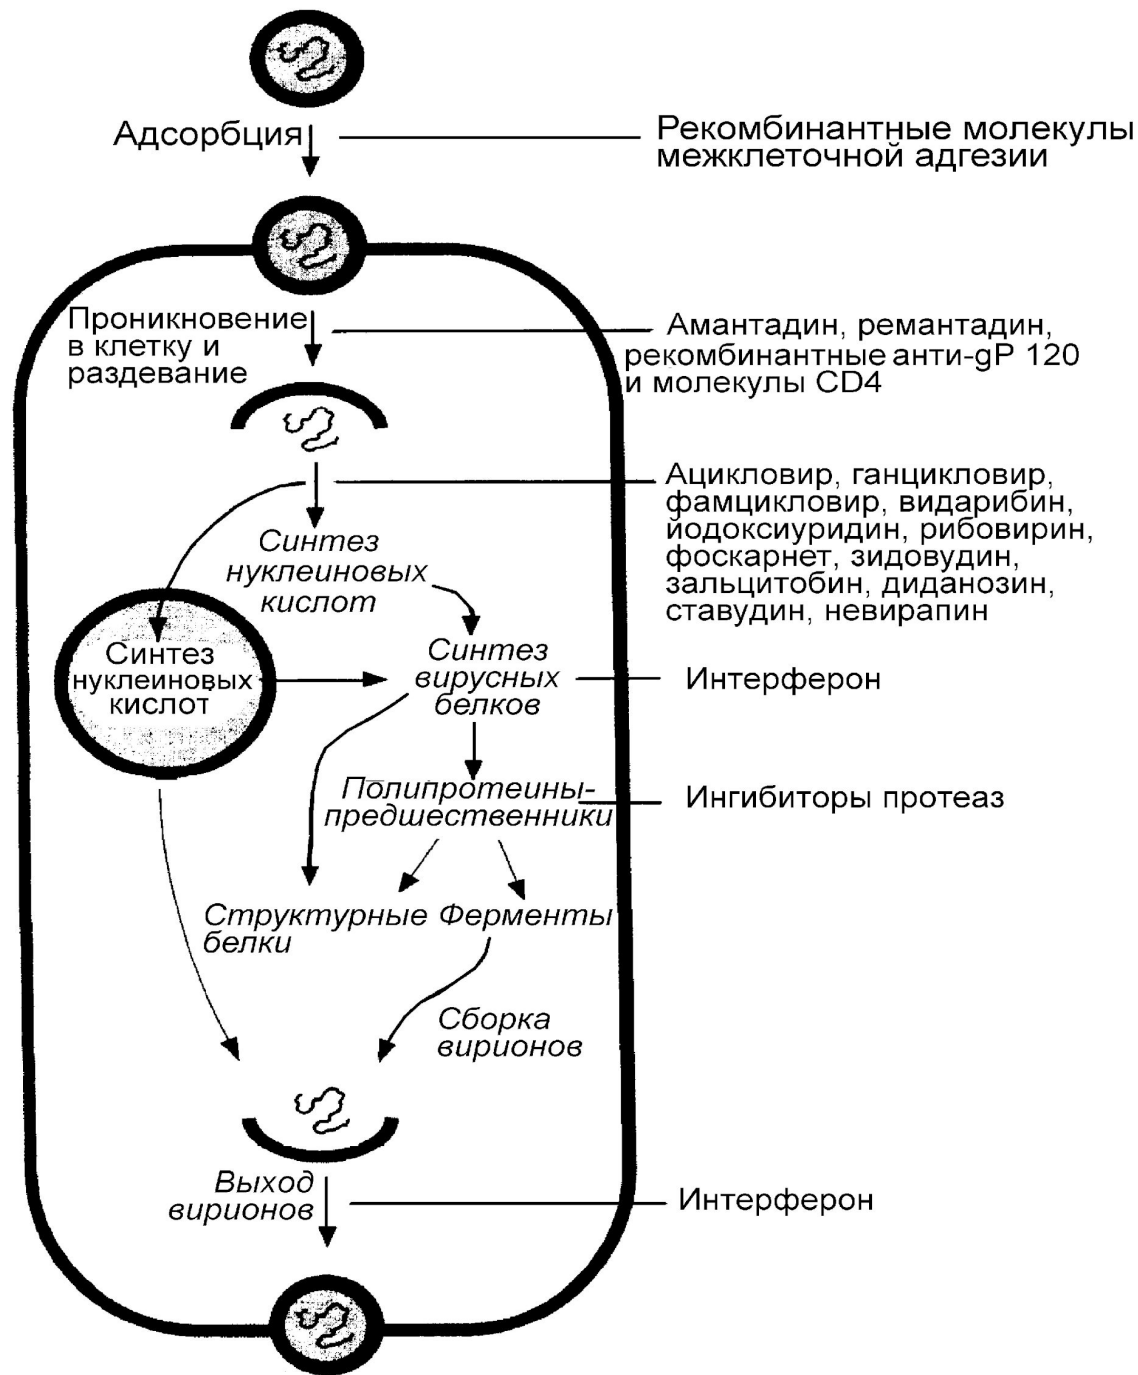 Адсорбция
Рекомбинантные молекулы
межклеточной адгезии
Проникновение
в клетку и
раздевание
Амантадин, ремантадин,
рекомбинантные анти-gP 120
и молекулы CD4
Ацикловир, ганцикловир,
фамцикловир, видарибин,
йодоксиуридин, рибовирин,
фоскарнет, зидовудин,
зальцитобин, диданозин,
ставудин, невирапин
Синтез
нуклеиновых
кислот
Синтез
нуклеиновых
кислот
Синтез
вирусных
белков
Интерферон
Полипротеины-
предшественники
Ингибиторы протеаз
Структурные
белки
Ферменты
Сборка
вирионов
Выход
вирионов
Интерферон